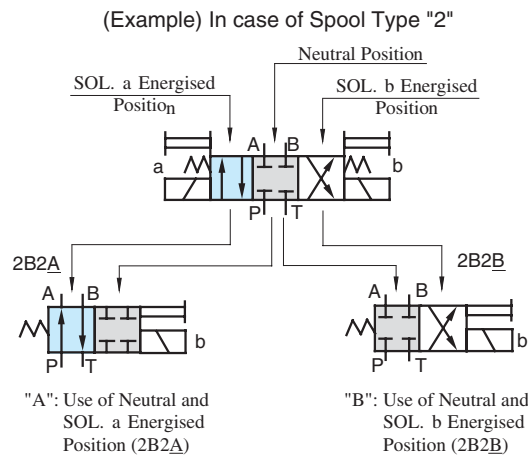 (Example) In case of Spool Type "2"
Neutral Position
SOL. a Energised
Position
SOL. b Energised
Position
A B
a b
P T
2B2A
2B2B
A B
b
P T
A B
b
P T
"A": Use of Neutral and
SOL. a Energised
Position (2B2A)
"B": Use of Neutral and
SOL. b Energised
Position (2B2B)